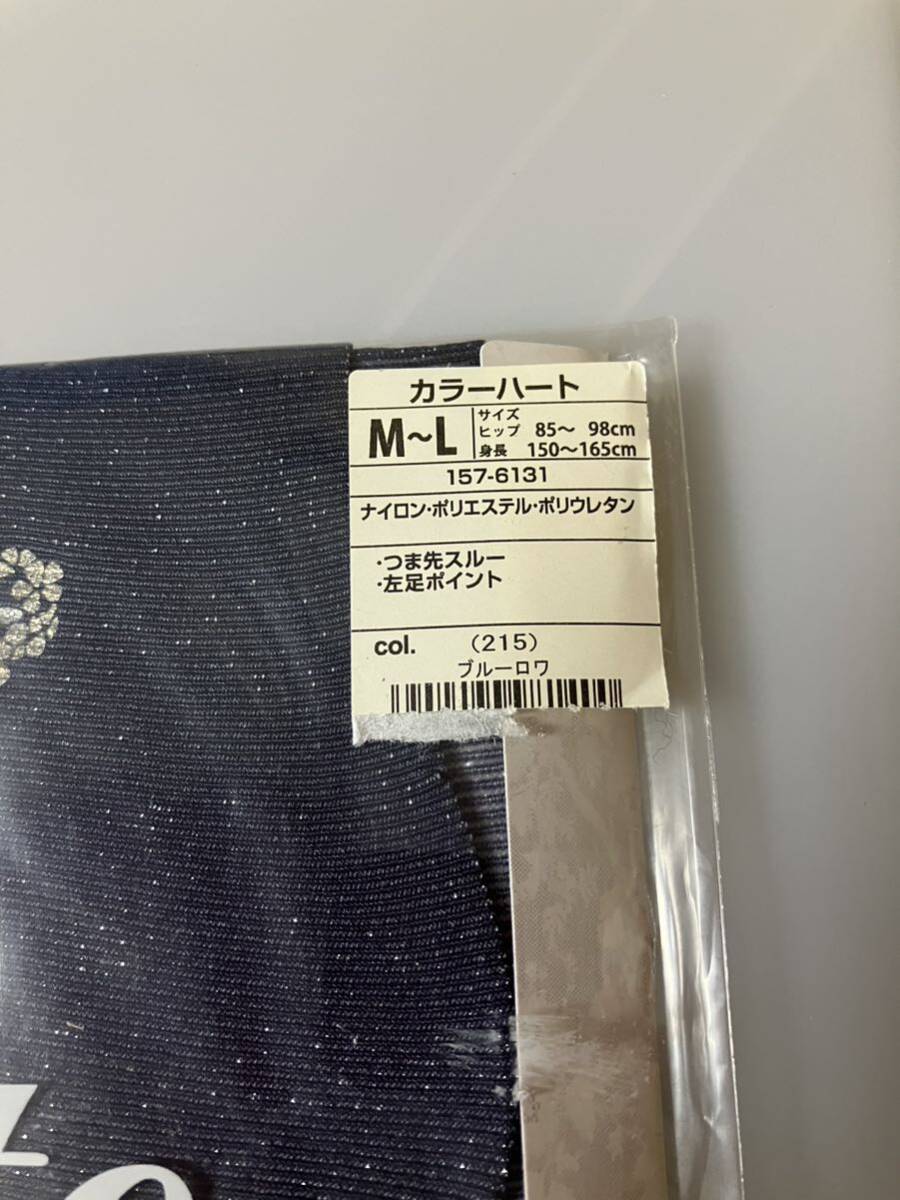 カラーハート
M～L
サイズ
ヒップ 85～ 98cm
身長 150～165cm
157-6131
ナイロン・ポリエステル・ポリウレタン
・つま先スルー
・左足ポイント
col. （215）
ブルーロワ